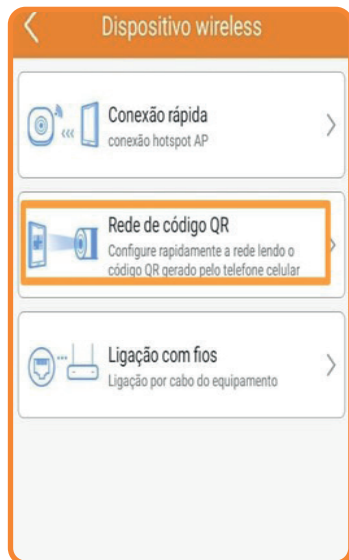 Dispositivo wireless
Conexão rápida
conexão hotspot AP
Rede de código QR
Configure rapidamente a rede lendo o
código QR gerado pelo telefone celular
Ligação com fios
Ligação por cabo do equipamento